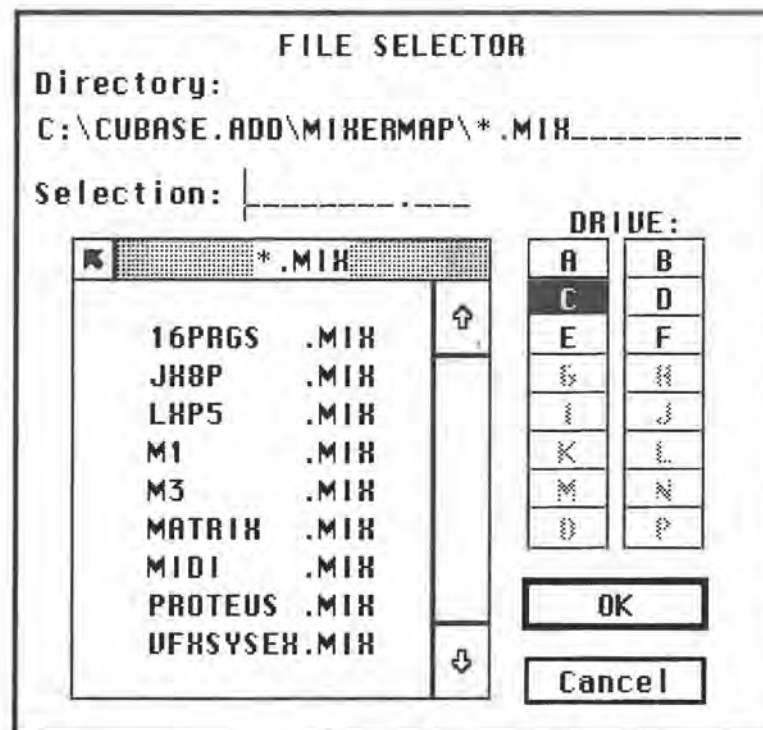 FILE SELECTOR
Directory:
C:\CUBASE.ADD\MIXERMAP\*.MIX_________
Selection: ________.___
*.MIX
16PRGS .MIX
JX8P .MIX
LXP5 .MIX
M1 .MIX
M3 .MIX
MATRIX .MIX
MIDI .MIX
PROTEUS .MIX
VFXSYSEX.MIX
DRIVE:
A B
C D
E F
G H
I J
K L
M N
O P
OK
Cancel